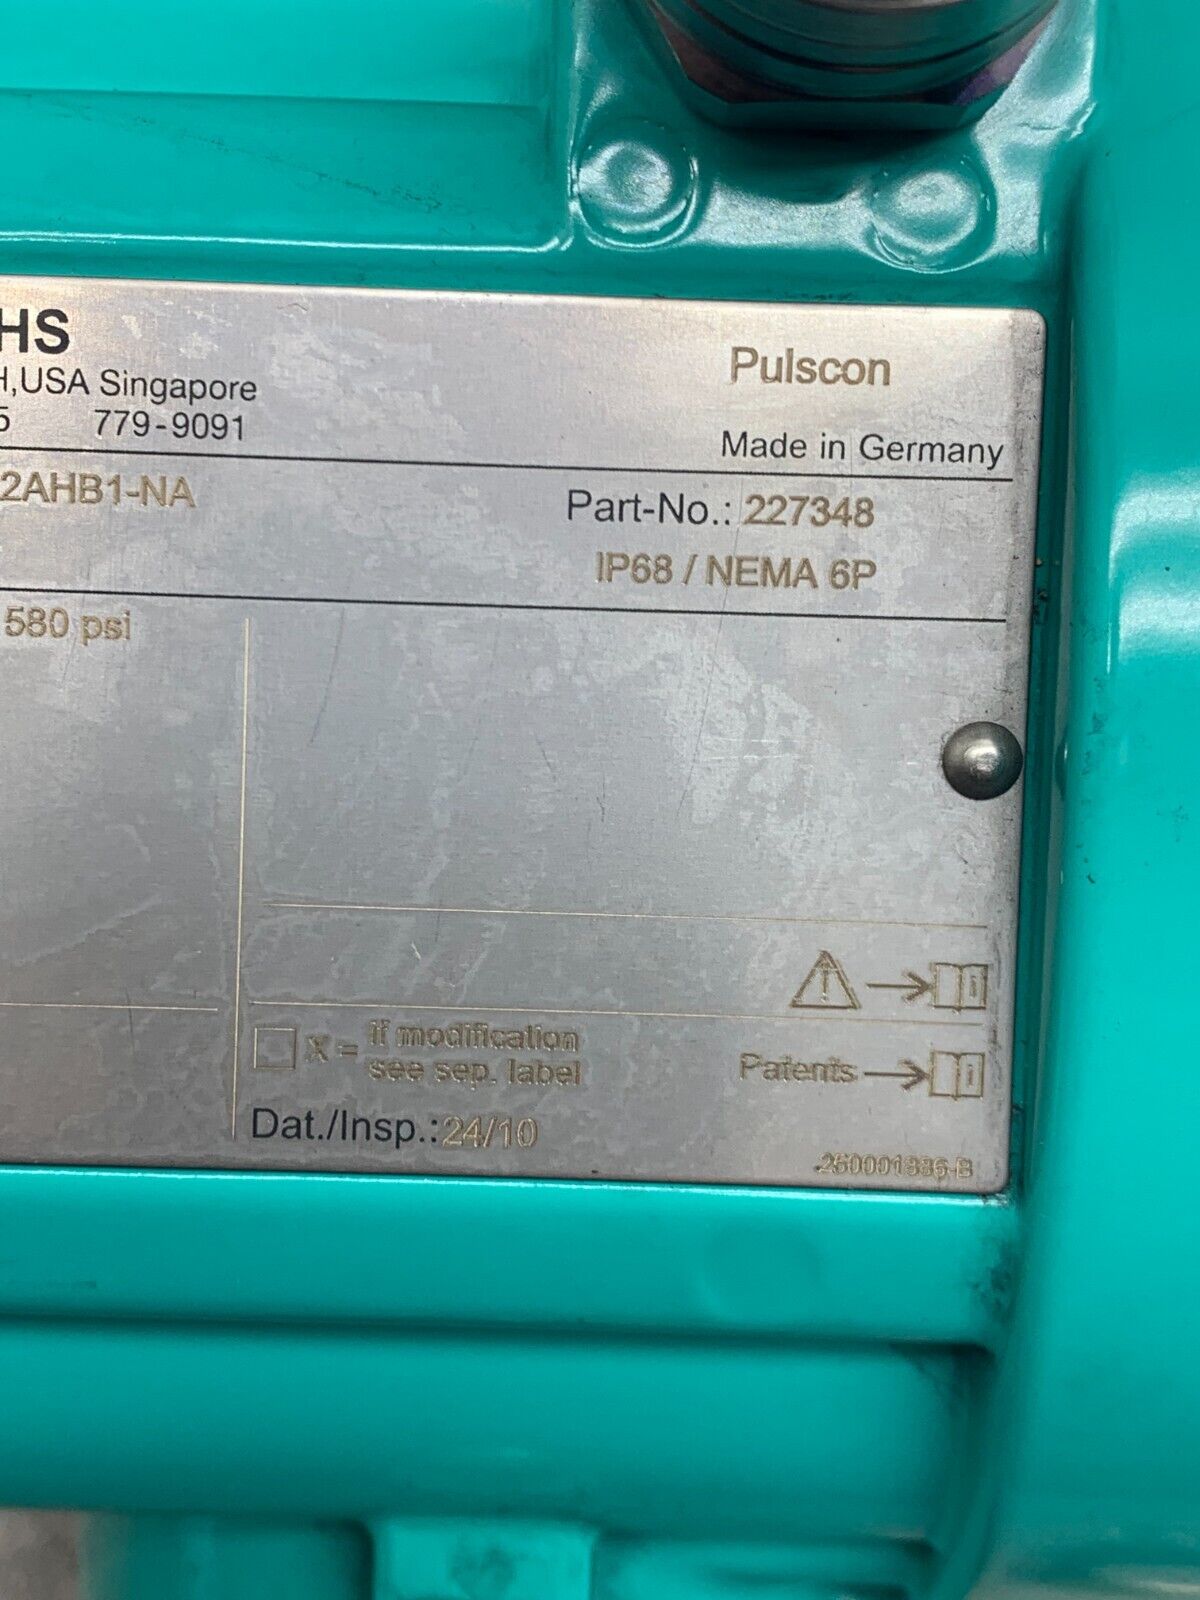 HS
H,USA Singapore
5 779-9091
Pulscon
Made in Germany
2AHB1-NA
Part-No.: 227348
IP68 / NEMA 6P
580 psi
X = if modification
see sep. label
Patents
Dat./Insp.: 24/10
250001886-B